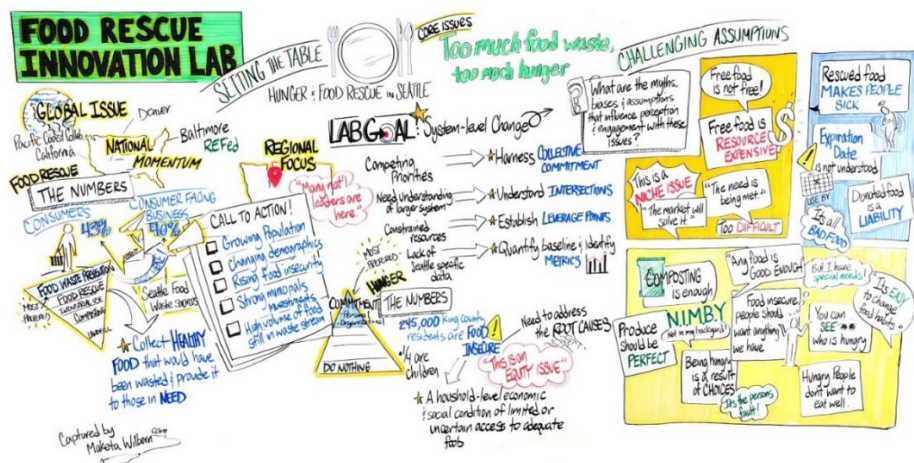 FOOD RESCUE
INNOVATION LAB
GLOBAL ISSUE
Denver
Pacific Coast Collab
California
NATIONAL
MOMENTUM
Baltimore
REFed
FOOD RESCUE
THE NUMBERS
CONSUMERS
43%
CONSUMER FACING
BUSINESS
40%
FOOD WASTE PREVENTION
FOOD RESCUE
INDUSTRIAL USE
COMPOSTING
LANDFILL
MOST PREFERRED
Seattle
Food
Waste Sources
Collect HEALTHY
FOOD that would have
been wasted & provide it
to those in NEED
Captured by
Maketa Wilborn.com
SETTING THE TABLE
HUNGER & FOOD RESCUE in SEATTLE
REGIONAL
FOCUS
"Many nat'l
leaders are
here."
CALL TO ACTION!
Growing Population
Changing demographics
Rising food insecurity
Strong municipal
investments
High volume of food
still in waste stream
CORE ISSUES
Too much food waste,
too much hunger
LAB GOAL:
System-level Change
Competing
Priorities
Harness COLLECTIVE
COMMITMENT
Need understanding
of larger system
Understand INTERSECTIONS
Constrained
resources
Establish LEVERAGE POINTS
Lack of
Seattle specific
data
Quantify baseline & Identify
METRICS
MOST PREFERRED
HUNGER
THE NUMBERS
COMMITMENT
- Personal
- Organizational
DO NOTHING
245,000 King county
residents are FOOD
INSECURE
1/4 are
children
Need to address
the ROOT CAUSES
"This is an
EQUITY ISSUE"
A houshold-level economic
& social condition of limited or
uncertain access to adequate
food
CHALLENGING ASSUMPTIONS
What are the myths,
biases & assumptions
that influence perception
& engagement with these
Issues?
Free food
is not free!
Free food is
RESOURCE
EXPENSIVE
$
This is a
NICHE ISSUE
"The market will
solve it.
"The need is
being met."
TOO DIFFICULT
Rescued food
MAKES PEOPLE
SICK
Expiration
Date
is not understood
USE BY
It's all
BAD FOOD
Donated food
is a
LIABILITY
COMPOSTING
is enough
"Any food is
GOOD ENOUGH"
But I have
special needs!
It's EASY
to change
food habits.
Produce
should be
PERFECT
NIMBY
Not in my backyard!
Food insecure
people should
want anything
we have
You can
SEE
who is hungry
Being hungry
is a result
of CHOICES
It's the persons
fault!
Hungry People
don't want to
eat well.